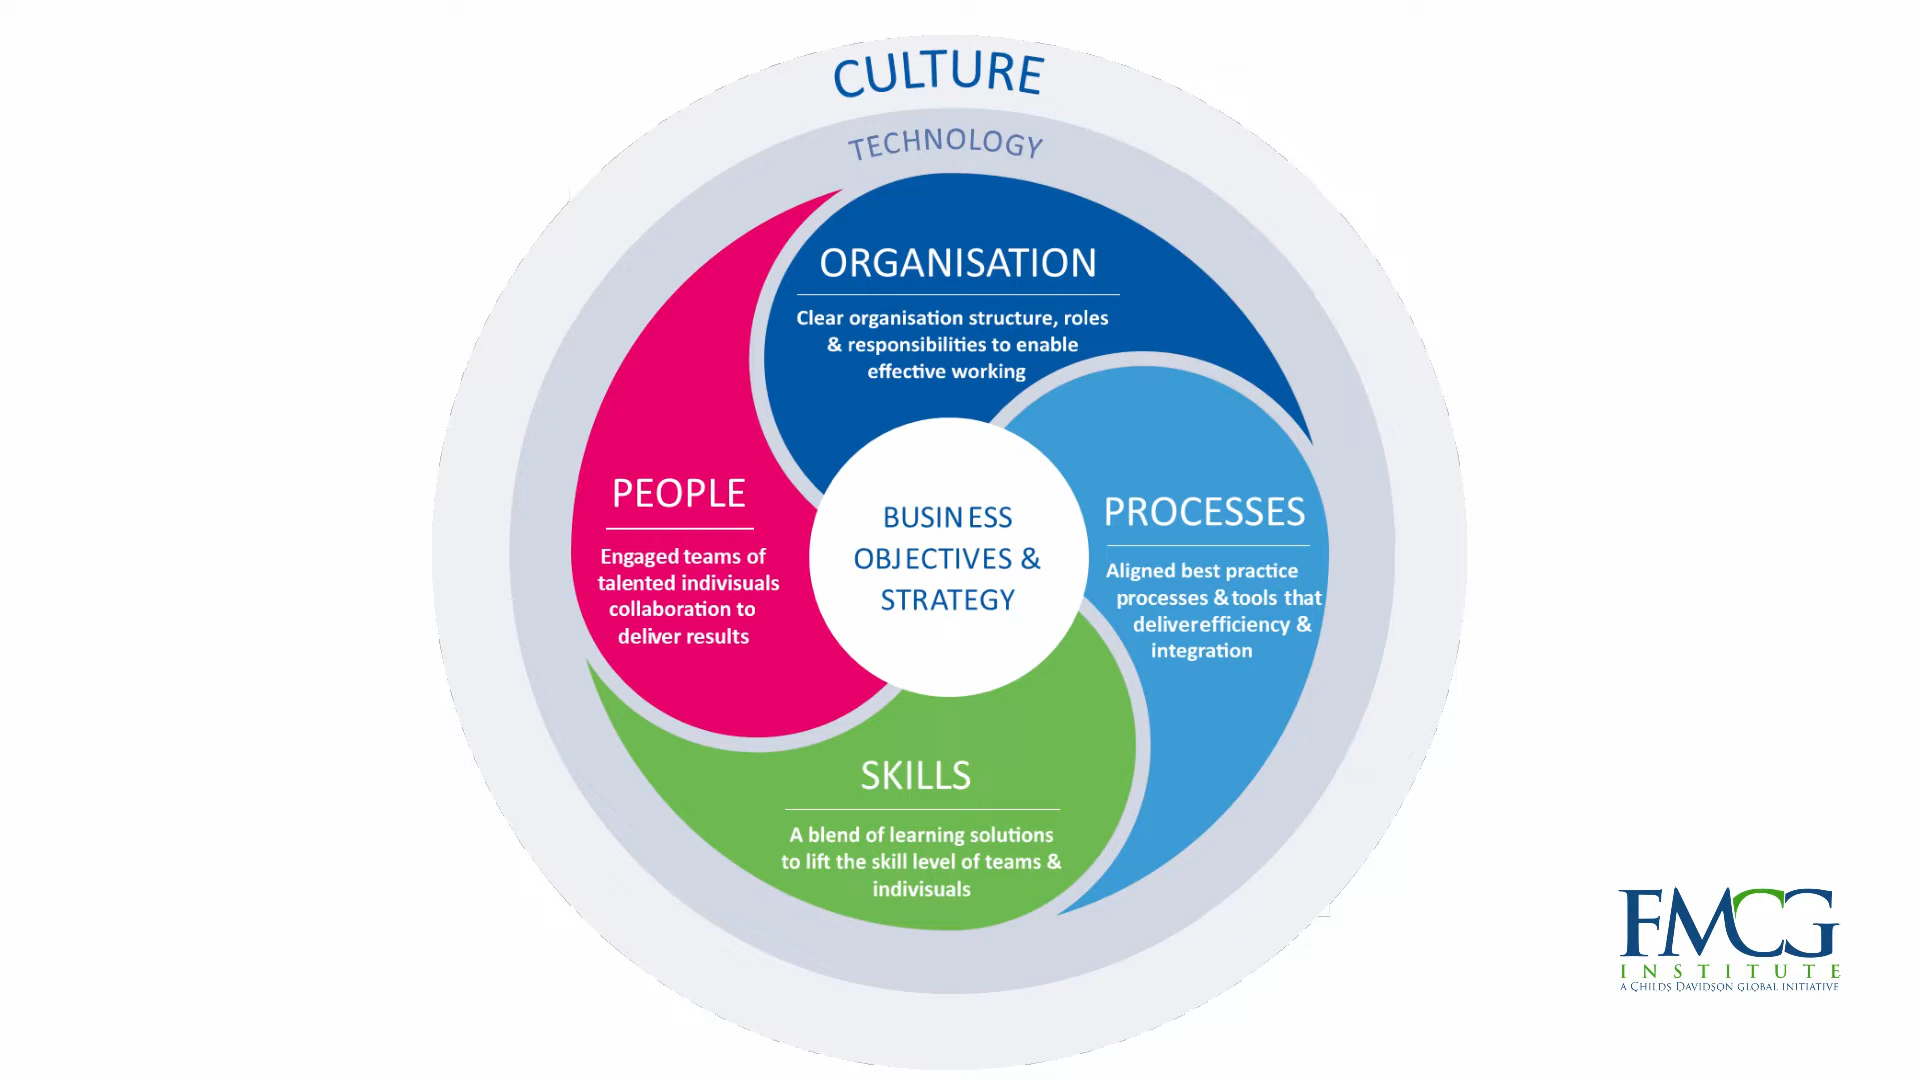 CULTURE
TECHNOLOGY
ORGANISATION
Clear organisation structure, roles
& responsibilities to enable
effective working
PEOPLE
Engaged teams of
talented indivisuals
collaboration to
deliver results
BUSINESS
OBJECTIVES &
STRATEGY
PROCESSES
Aligned best practice
processes & tools that
deliver efficiency &
integration
SKILLS
A blend of learning solutions
to lift the skill level of teams &
indivisuals
FMCG
INSTITUTE
A CHILDS DAVIDSON GLOBAL INITIATIVE